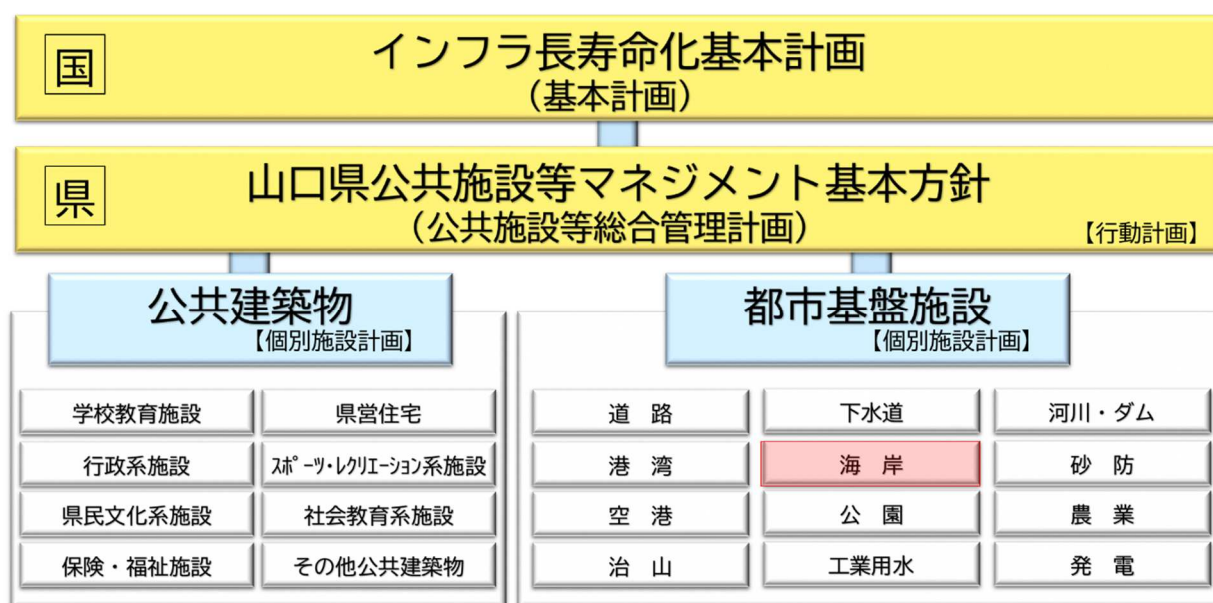 国
インフラ長寿命化基本計画
（基本計画）
県
山口県公共施設等マネジメント基本方針
（公共施設等総合管理計画）
【行動計画】
公共建築物
【個別施設計画】
都市基盤施設
【個別施設計画】
学校教育施設
県営住宅
行政系施設
ｽﾎﾟｰﾂ・ﾚｸﾘｴｰｼｮﾝ系施設
県民文化系施設
社会教育系施設
保険・福祉施設
その他公共建築物
道 路
下水道
河川・ダム
港 湾
海 岸
砂 防
空 港
公 園
農 業
治 山
工業用水
発 電